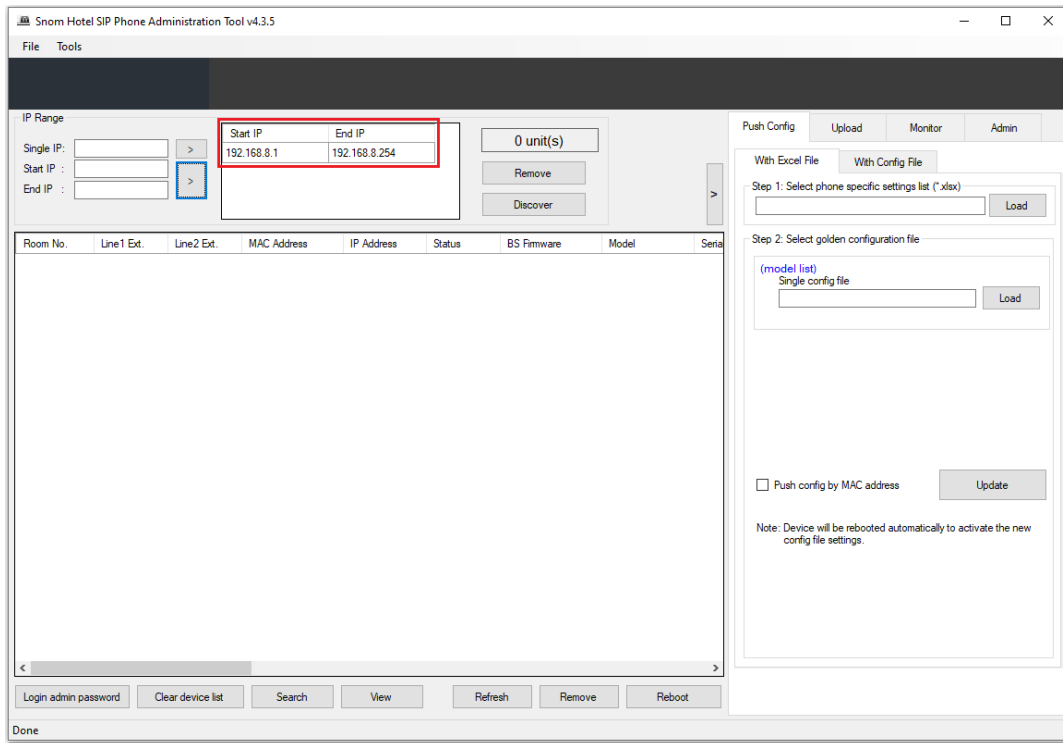 Snom Hotel SIP Phone Administration Tool v4.3.5
File Tools
IP Range
Single IP: >
Start IP :
End IP : >
Start IP End IP
192.168.8.1 192.168.8.254
0 unit(s)
Remove
Discover
>
Room No. Line1 Ext. Line2 Ext. MAC Address IP Address Status BS Firmware Model Seria
Push Config Upload Monitor Admin
With Excel File With Config File
Step 1: Select phone specific settings list (*.xlsx)
Load
Step 2: Select golden configuration file
(model list)
Single config file
Load
Push config by MAC address Update
Note: Device will be rebooted automatically to activate the new
config file settings.
< >
Login admin password Clear device list Search View Refresh Remove Reboot
Done